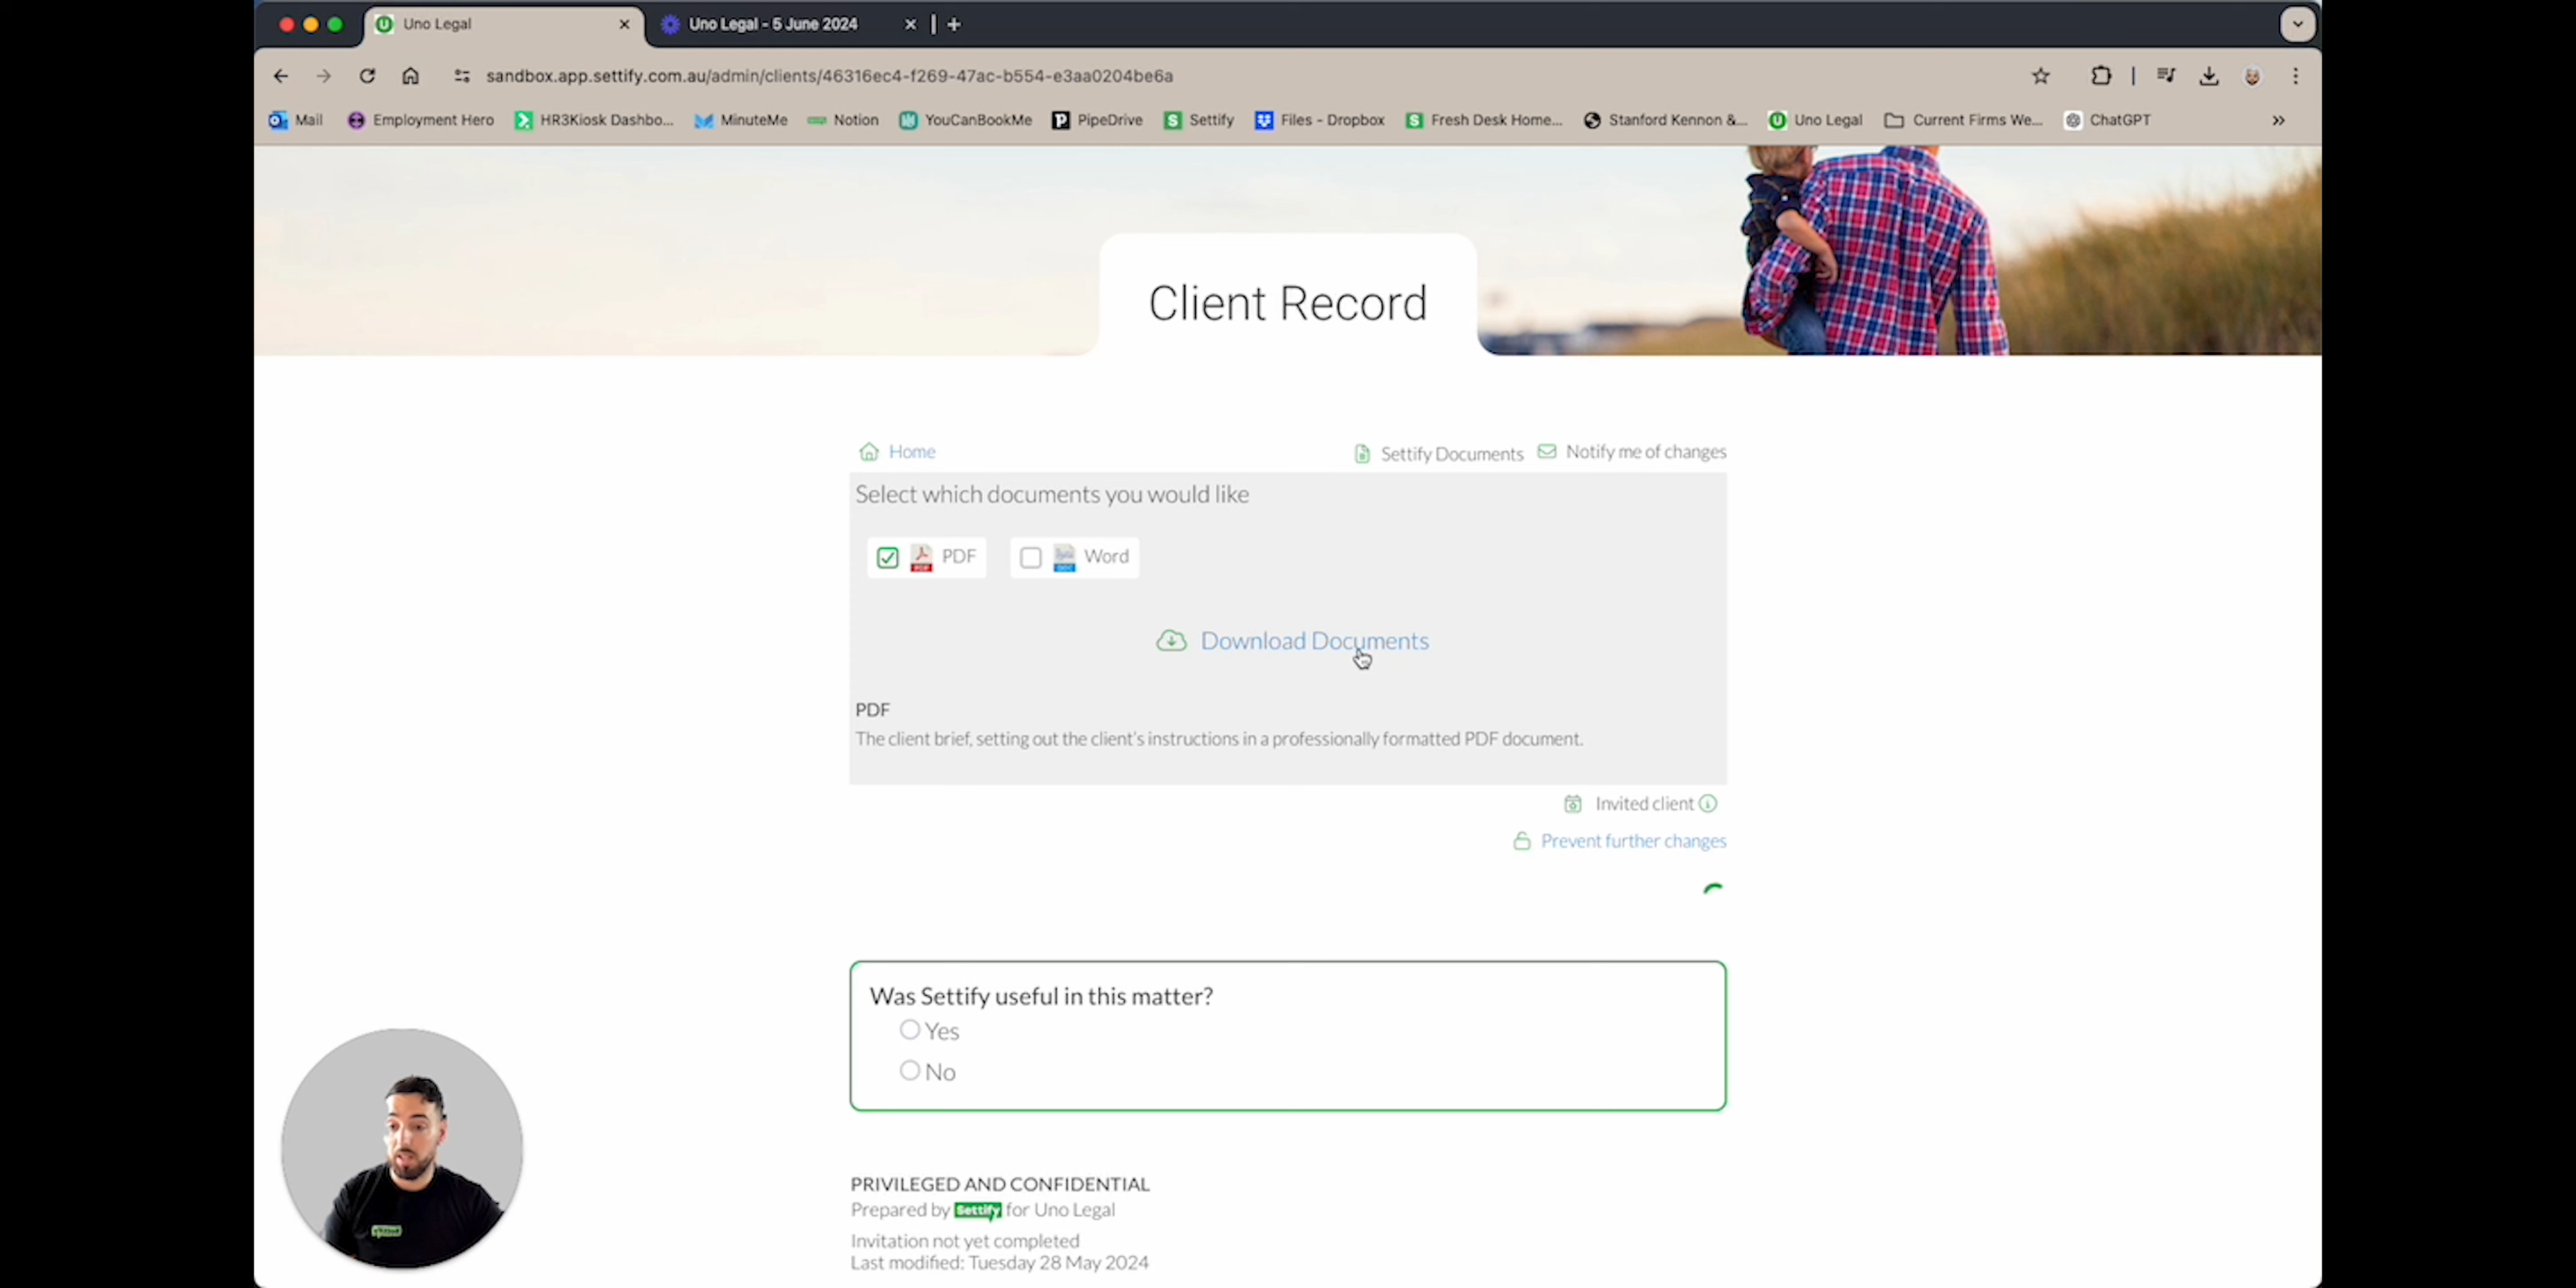 Uno Legal
Uno Legal - 5 June 2024
sandbox.app.settify.com.au/admin/clients/46316ec4-f269-47ac-b554-e3aa0204be6a
Mail Employment Hero HR3Kiosk Dashbo... MinuteMe Notion YouCanBookMe PipeDrive Settify Files - Dropbox Fresh Desk Home... Stanford Kennon &... Uno Legal Current Firms We... ChatGPT
Client Record
Home Settify Documents Notify me of changes
Select which documents you would like
PDF Word
Download Documents
PDF
The client brief, setting out the client's instructions in a professionally formatted PDF document.
Invited client
Prevent further changes
Was Settify useful in this matter?
Yes
No
PRIVILEGED AND CONFIDENTIAL
Prepared by Settify for Uno Legal
Invitation not yet completed
Last modified: Tuesday 28 May 2024